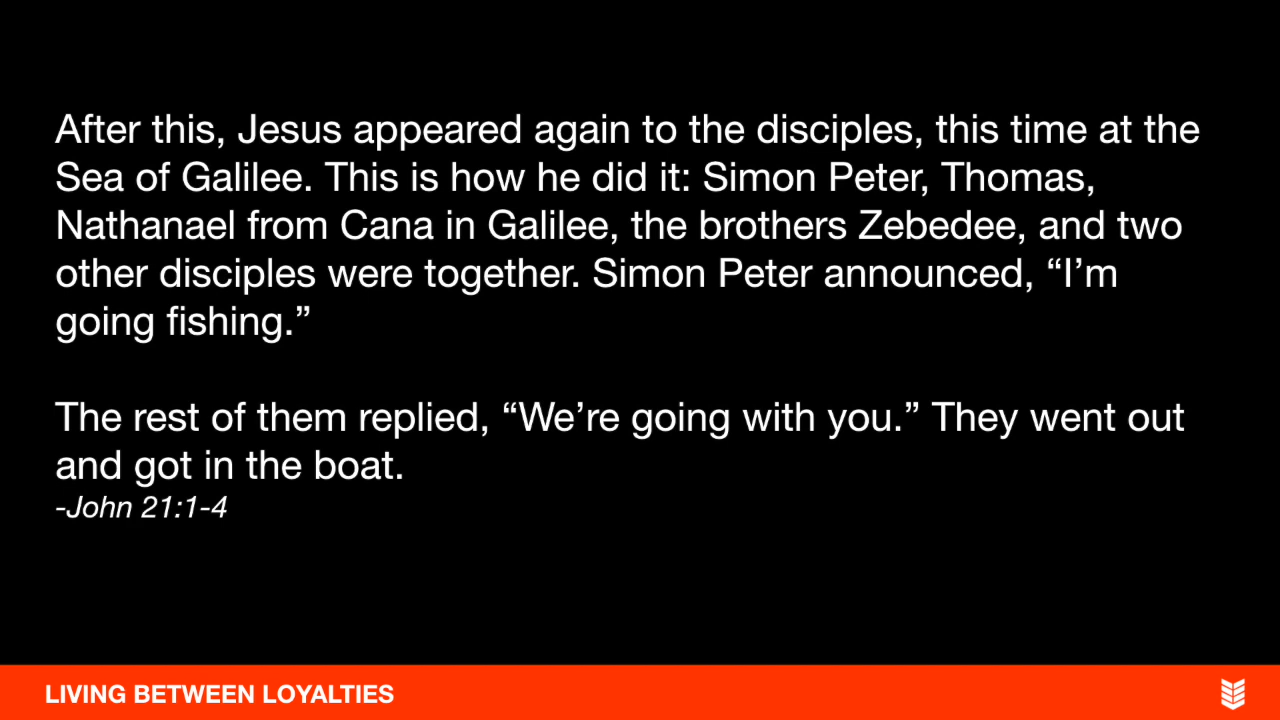 After this, Jesus appeared again to the disciples, this time at the
Sea of Galilee. This is how he did it: Simon Peter, Thomas,
Nathanael from Cana in Galilee, the brothers Zebedee, and two
other disciples were together. Simon Peter announced, “I’m
going fishing.”
The rest of them replied, “We’re going with you.” They went out
and got in the boat.
-John 21:1-4
LIVING BETWEEN LOYALTIES